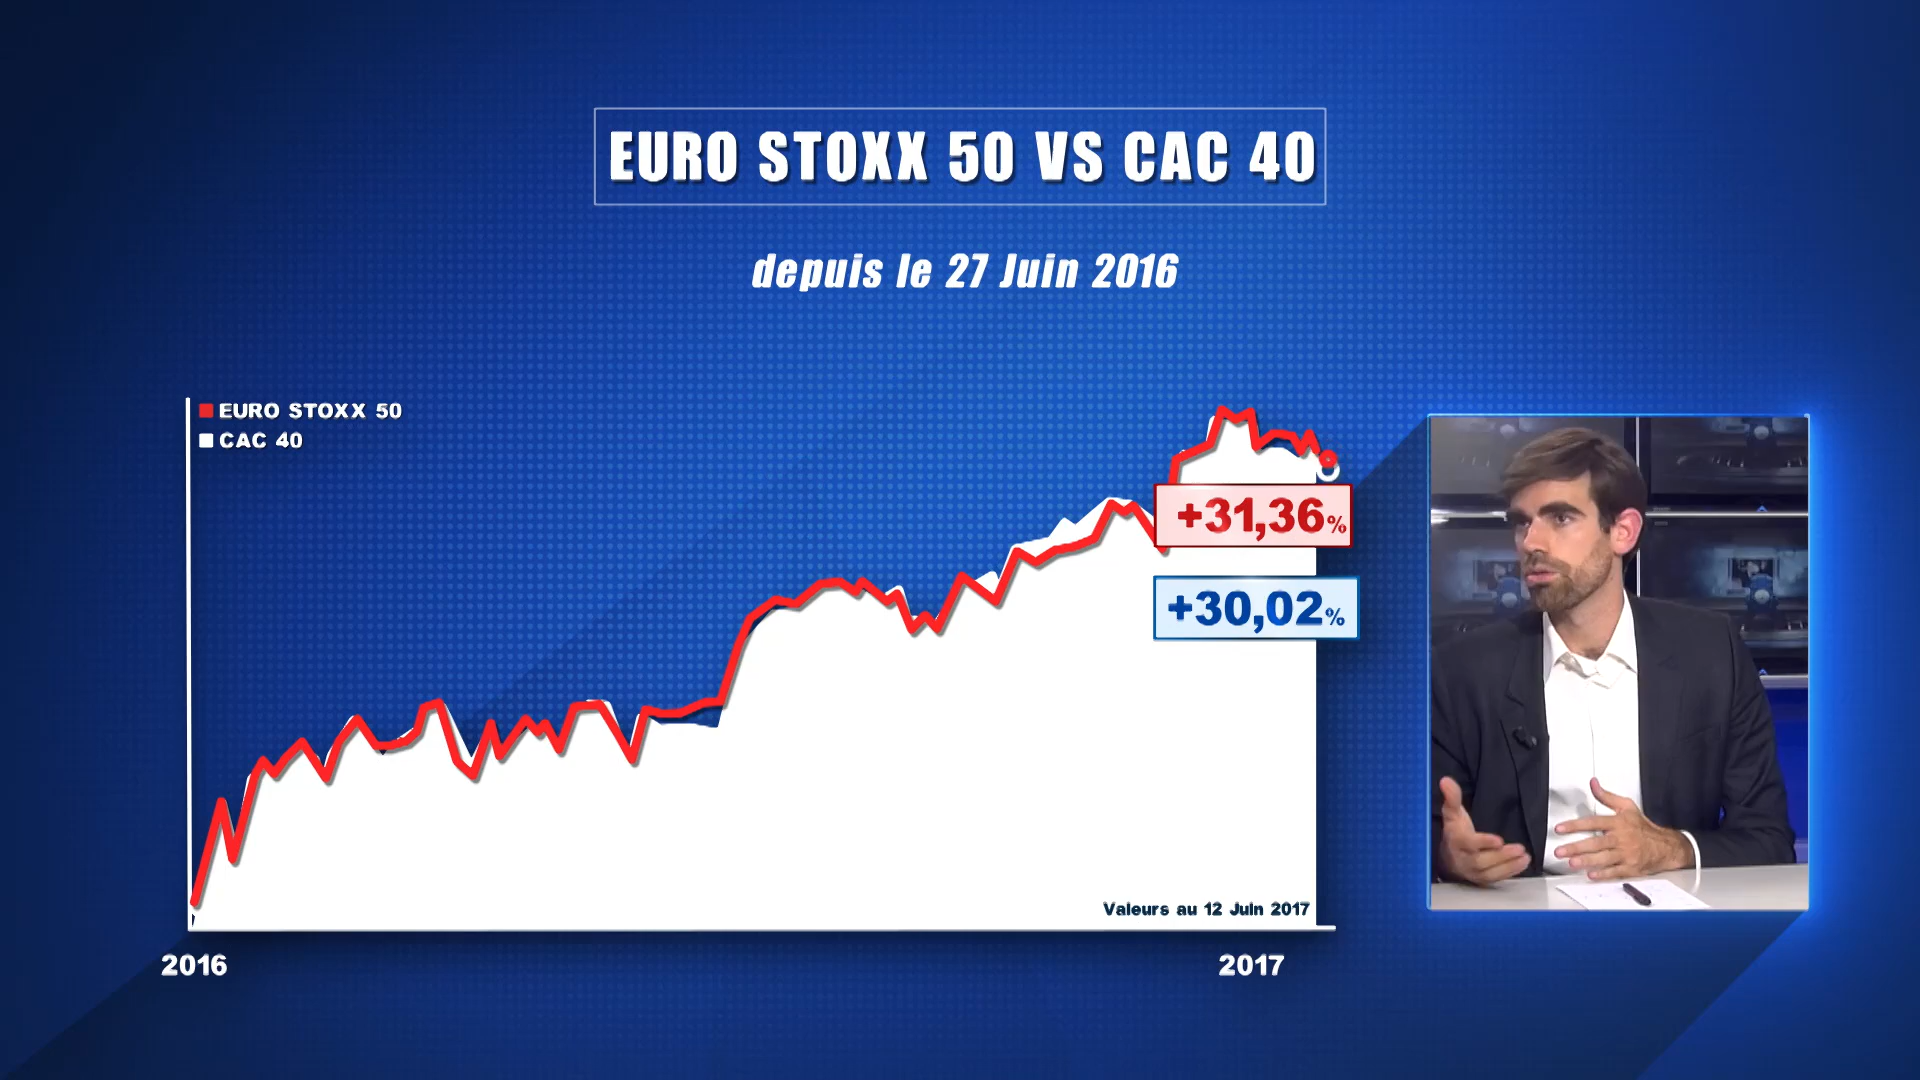 EURO STOXX 50 VS CAC 40
depuis le 27 Juin 2016
EURO STOXX 50
CAC 40
+31,36%
+30,02%
Valeurs au 12 Juin 2017
2016
2017